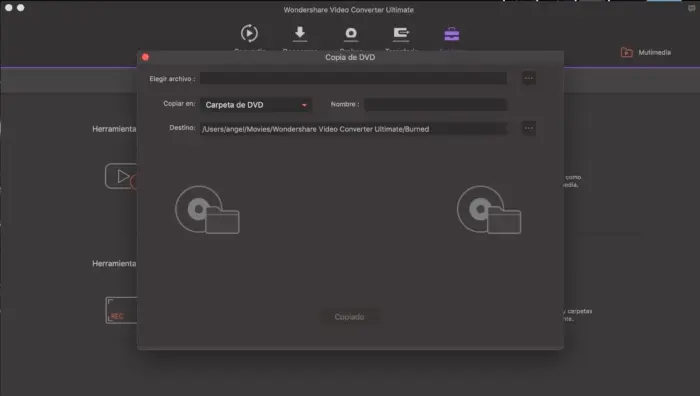 Wondershare Video Converter Ultimate
Multimedia
Copia de DVD
Elegir archivo :
...
Copiar en:
Carpeta de DVD
Nombre :
Destino:
/Users/angel/Movies/Wondershare Video Converter Ultimate/Burned
...
Herramienta
como
media.
Herramienta
REC
y carpetas
Copiado